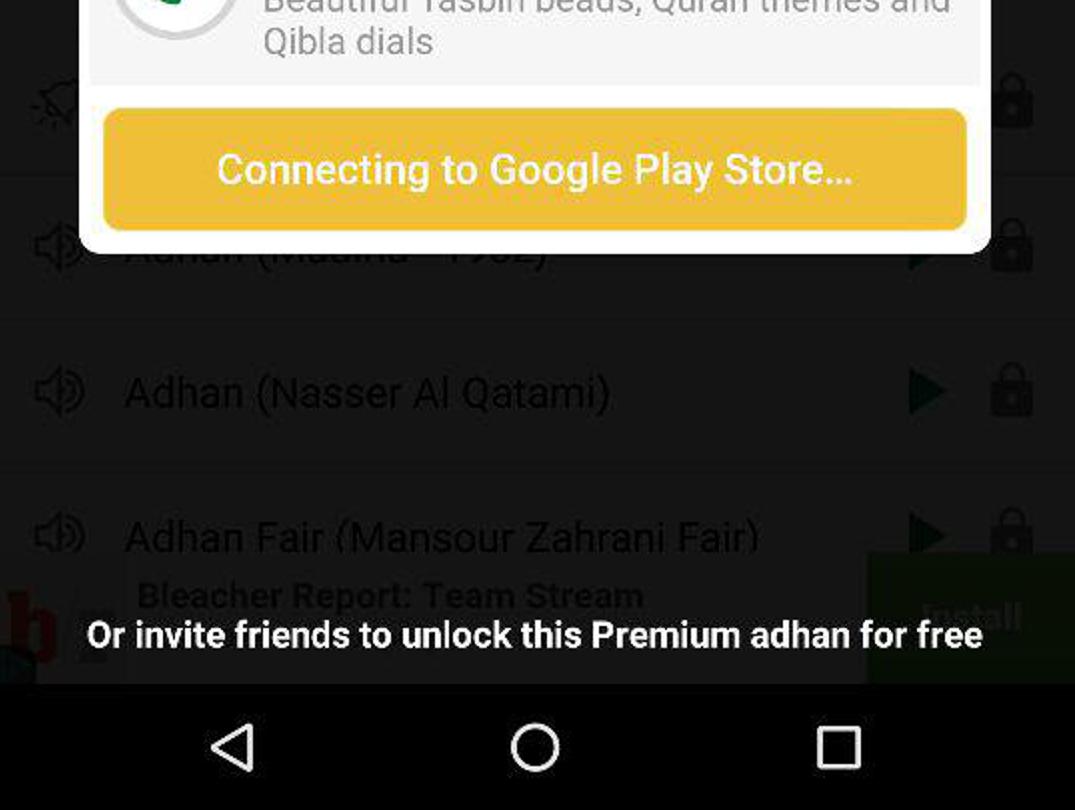 Beautiful Tasbih beads, Quran themes and
Qibla dials
Connecting to Google Play Store...
Adhan (Madina - 1952)
Adhan (Nasser Al Qatami)
Adhan Fair (Mansour Zahrani Fair)
Bleacher Report: Team Stream
Install
Or invite friends to unlock this Premium adhan for free